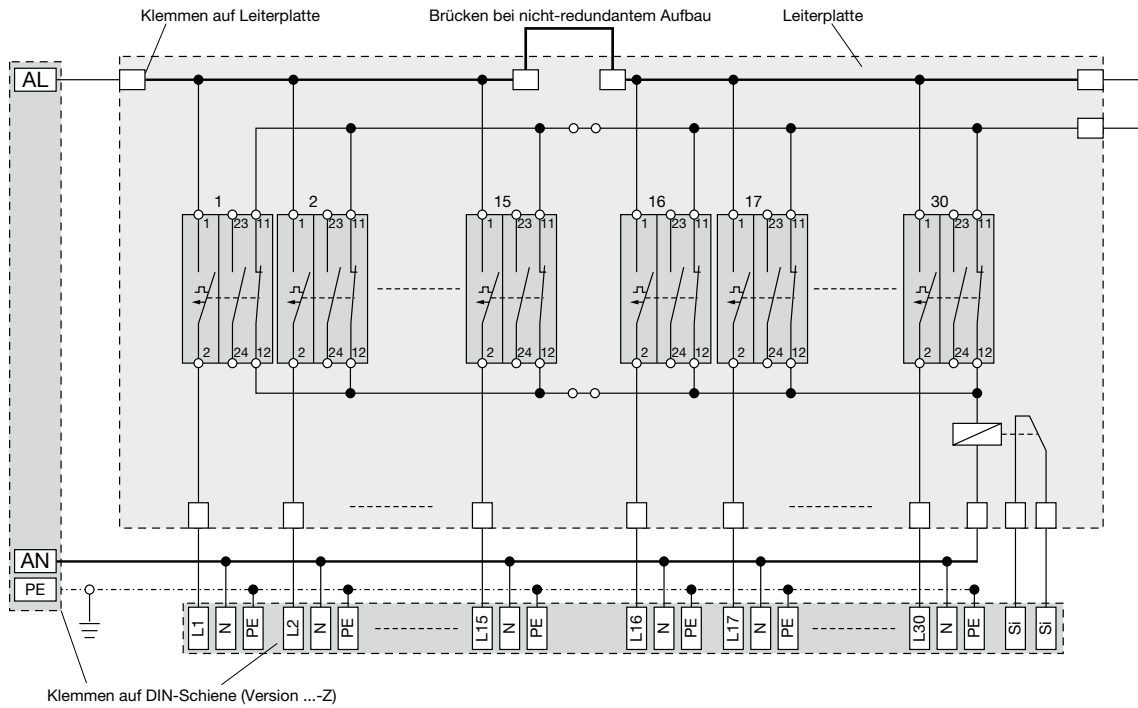 Klemmen auf Leiterplatte Brücken bei nicht-redundantem Aufbau Leiterplatte
AL
1 2 15 16 17 30
1 23 11 1 23 11 1 23 11 1 23 11 1 23 11 1 23 11
2 24 12 2 24 12 2 24 12 2 24 12 2 24 12 2 24 12
AN
PE
L1 N PE L2 N PE L15 N PE L16 N PE L17 N PE L30 N PE Si Si
Klemmen auf DIN-Schiene (Version ...-Z)